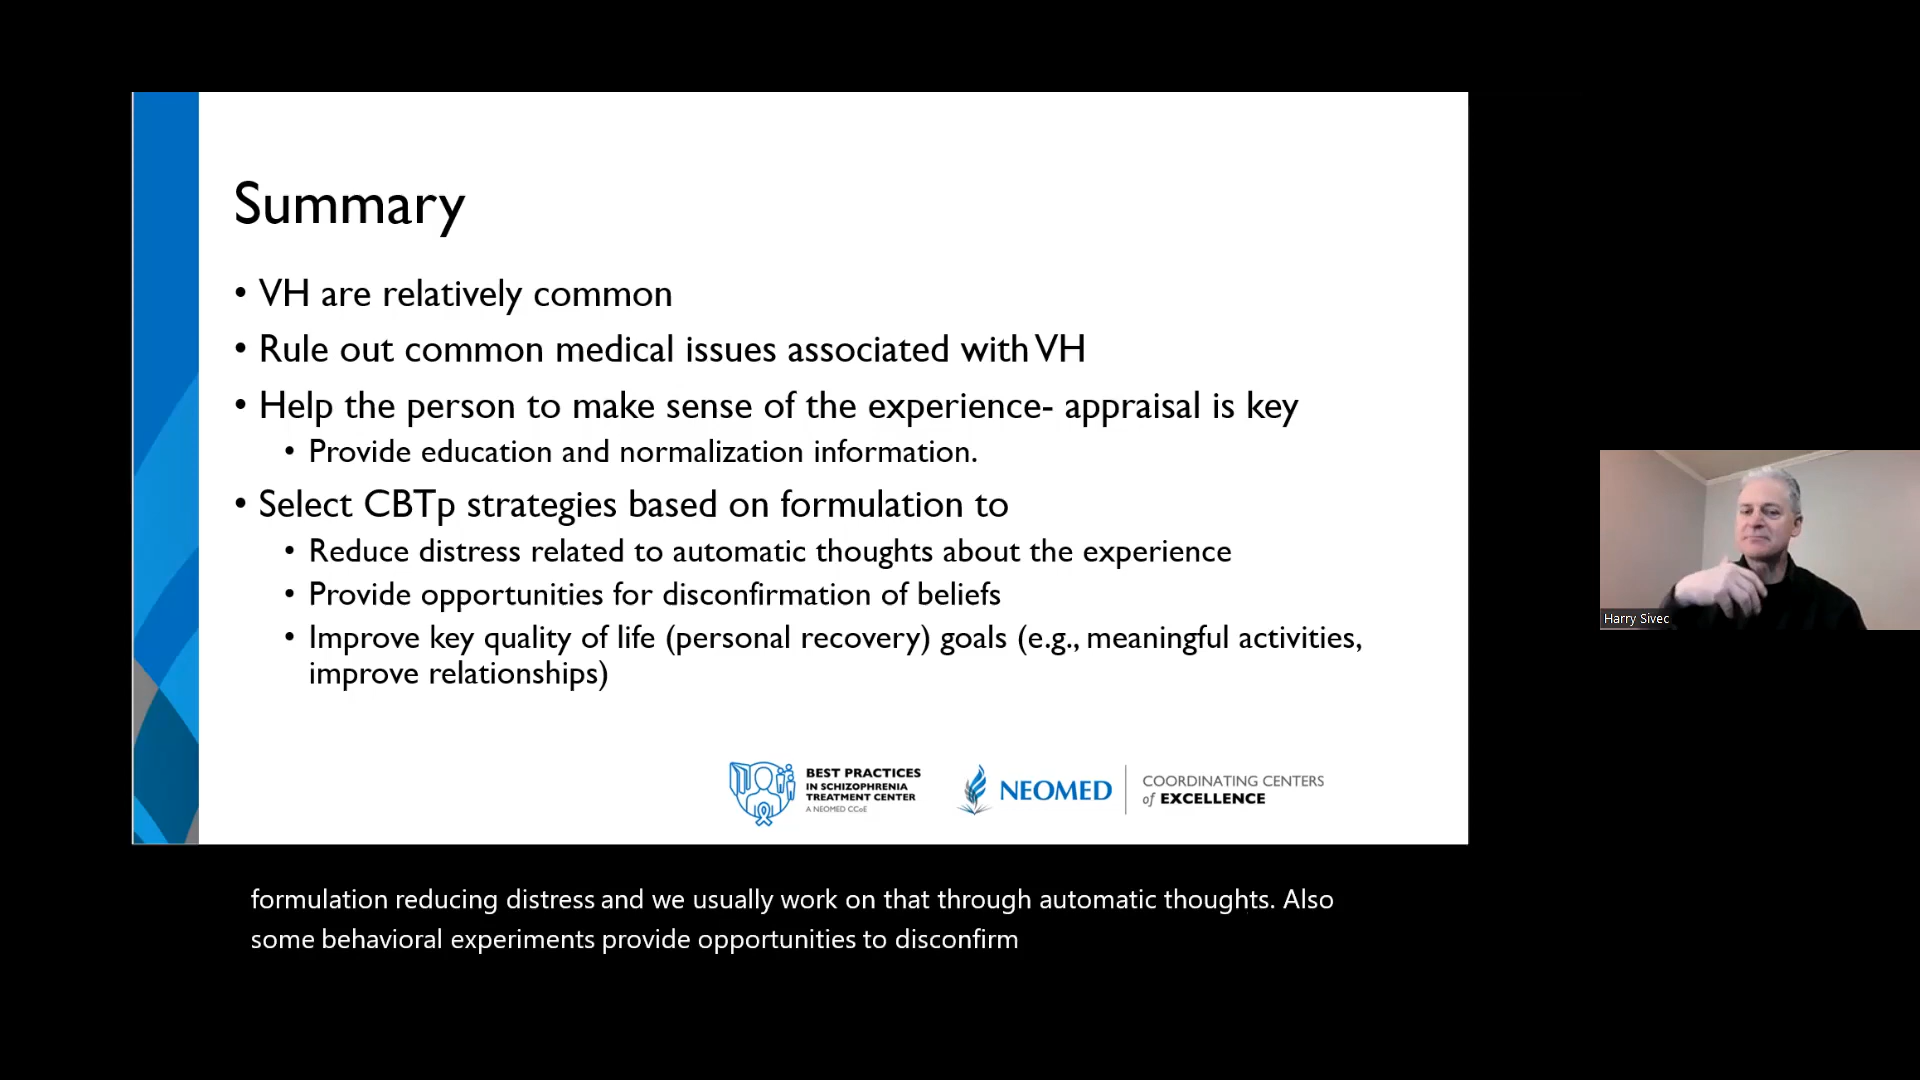 Summary
• VH are relatively common
• Rule out common medical issues associated with VH
• Help the person to make sense of the experience- appraisal is key
• Provide education and normalization information.
• Select CBTp strategies based on formulation to
• Reduce distress related to automatic thoughts about the experience
• Provide opportunities for disconfirmation of beliefs
• Improve key quality of life (personal recovery) goals (e.g., meaningful activities,
improve relationships)
BEST PRACTICES
IN SCHIZOPHRENIA
TREATMENT CENTER
A NEOMED CCoE
NEOMED
COORDINATING CENTERS
of EXCELLENCE
Harry Sivec
formulation reducing distress and we usually work on that through automatic thoughts. Also
some behavioral experiments provide opportunities to disconfirm